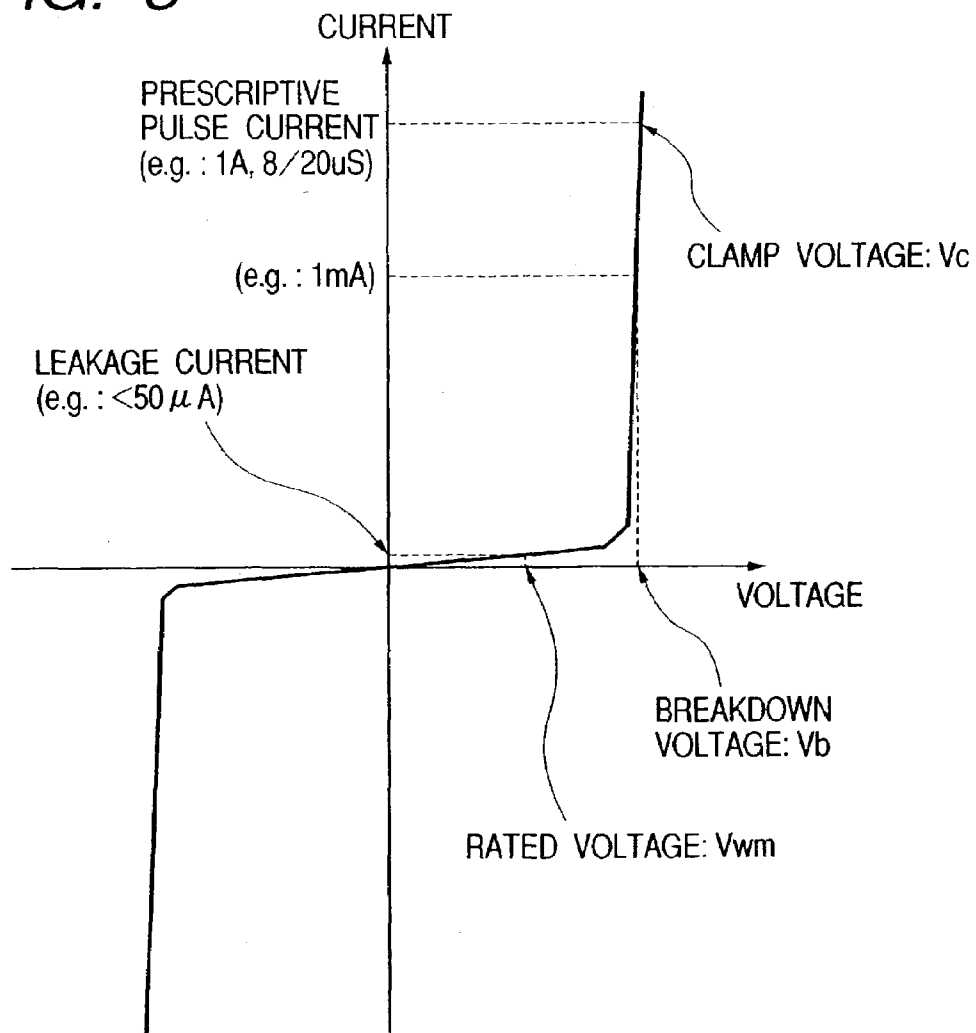 CURRENT
PRESCRIPTIVE
PULSE CURRENT
(e.g. : 1A, 8/20uS)
CLAMP VOLTAGE: Vc
(e.g. : 1mA)
LEAKAGE CURRENT
(e.g. : <50 μ A)
VOLTAGE
BREAKDOWN
VOLTAGE: Vb
RATED VOLTAGE: Vwm